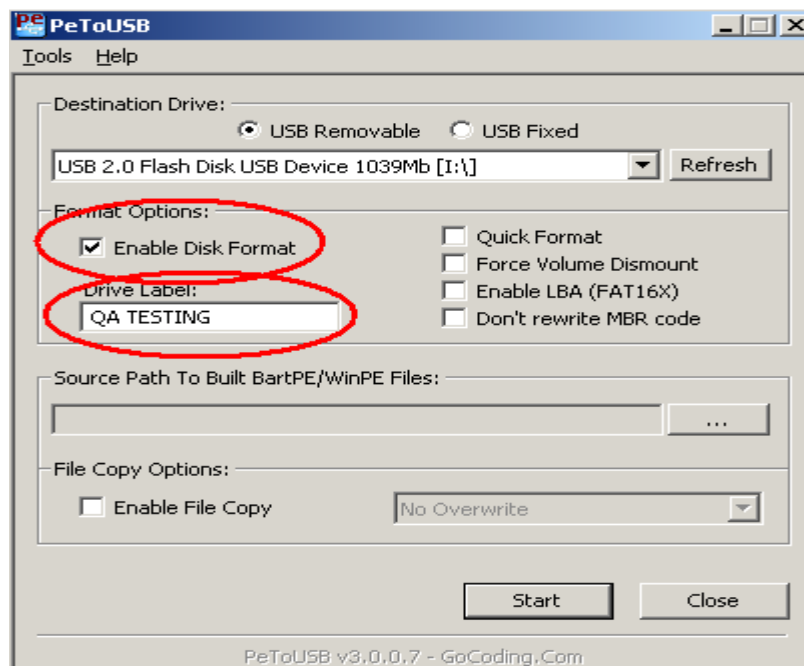 PeToUSB
Tools Help
Destination Drive:
USB Removable USB Fixed
USB 2.0 Flash Disk USB Device 1039Mb [I:\] Refresh
Format Options:
Enable Disk Format
Quick Format
Force Volume Dismount
Drive Label:
Enable LBA (FAT16X)
QA TESTING
Don't rewrite MBR code
Source Path To Built BartPE/WinPE Files:
...
File Copy Options:
Enable File Copy No Overwrite
Start Close
PeToUSB v3.0.0.7 - GoCoding.Com